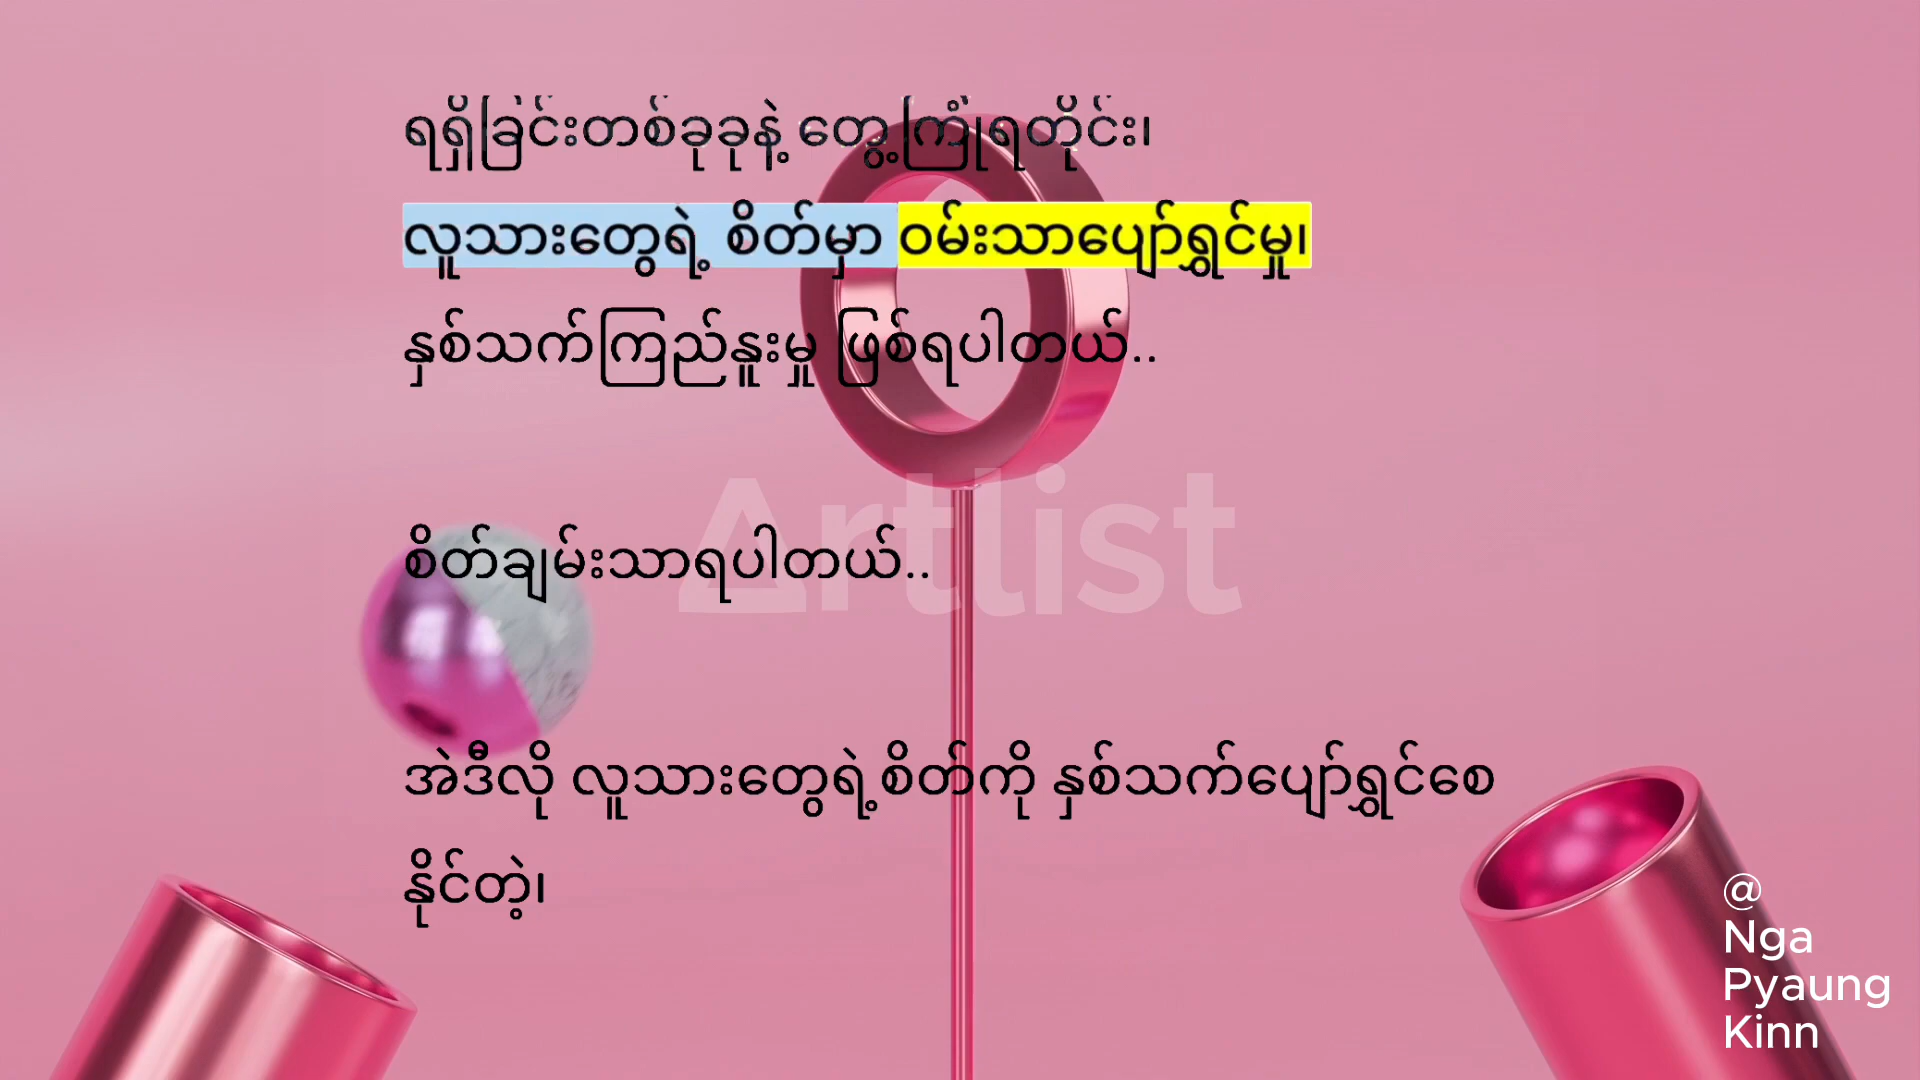 ရရှိခြင်းတစ်ခုခုနဲ့ တွေ့ကြုံရတိုင်း၊
လူသားတွေရဲ့ စိတ်မှာ ဝမ်းသာပျော်ရွှင်မှု၊
နှစ်သက်ကြည်နူးမှု ဖြစ်ရပါတယ်..
Artlist
စိတ်ချမ်းသာရပါတယ်..
အဲဒီလို လူသားတွေရဲ့စိတ်ကို နှစ်သက်ပျော်ရွှင်စေ
နိုင်တဲ့၊
@
Nga
Pyaung
Kinn